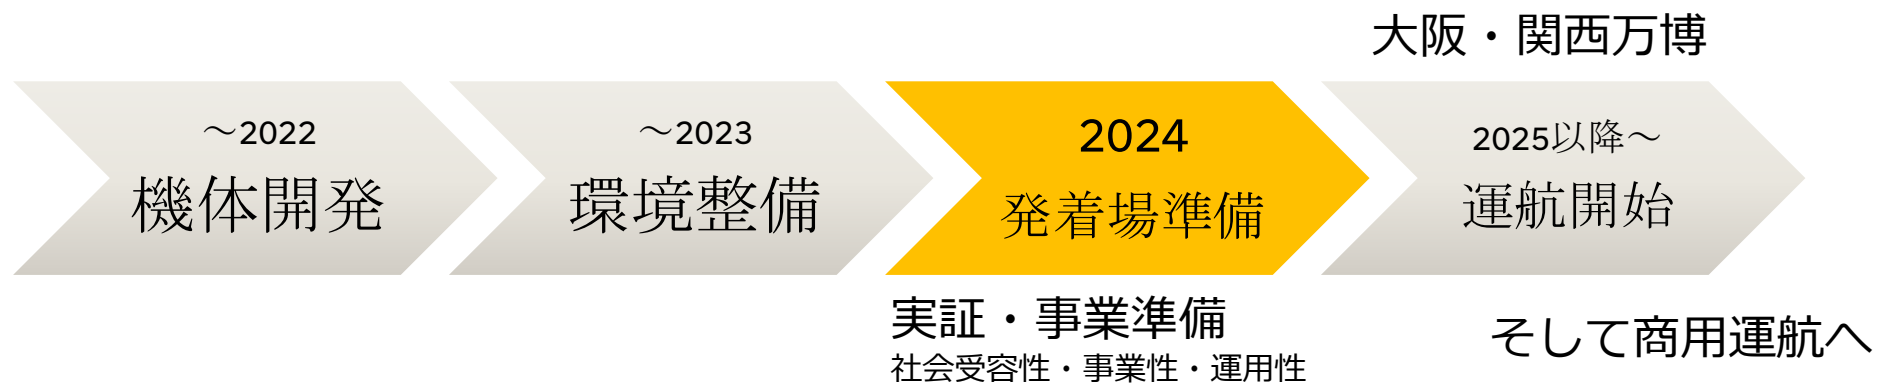 大阪・関西万博
～2022
機体開発
～2023
環境整備
2024
発着場準備
2025以降～
運航開始
実証・事業準備
社会受容性・事業性・運用性
そして商用運航へ